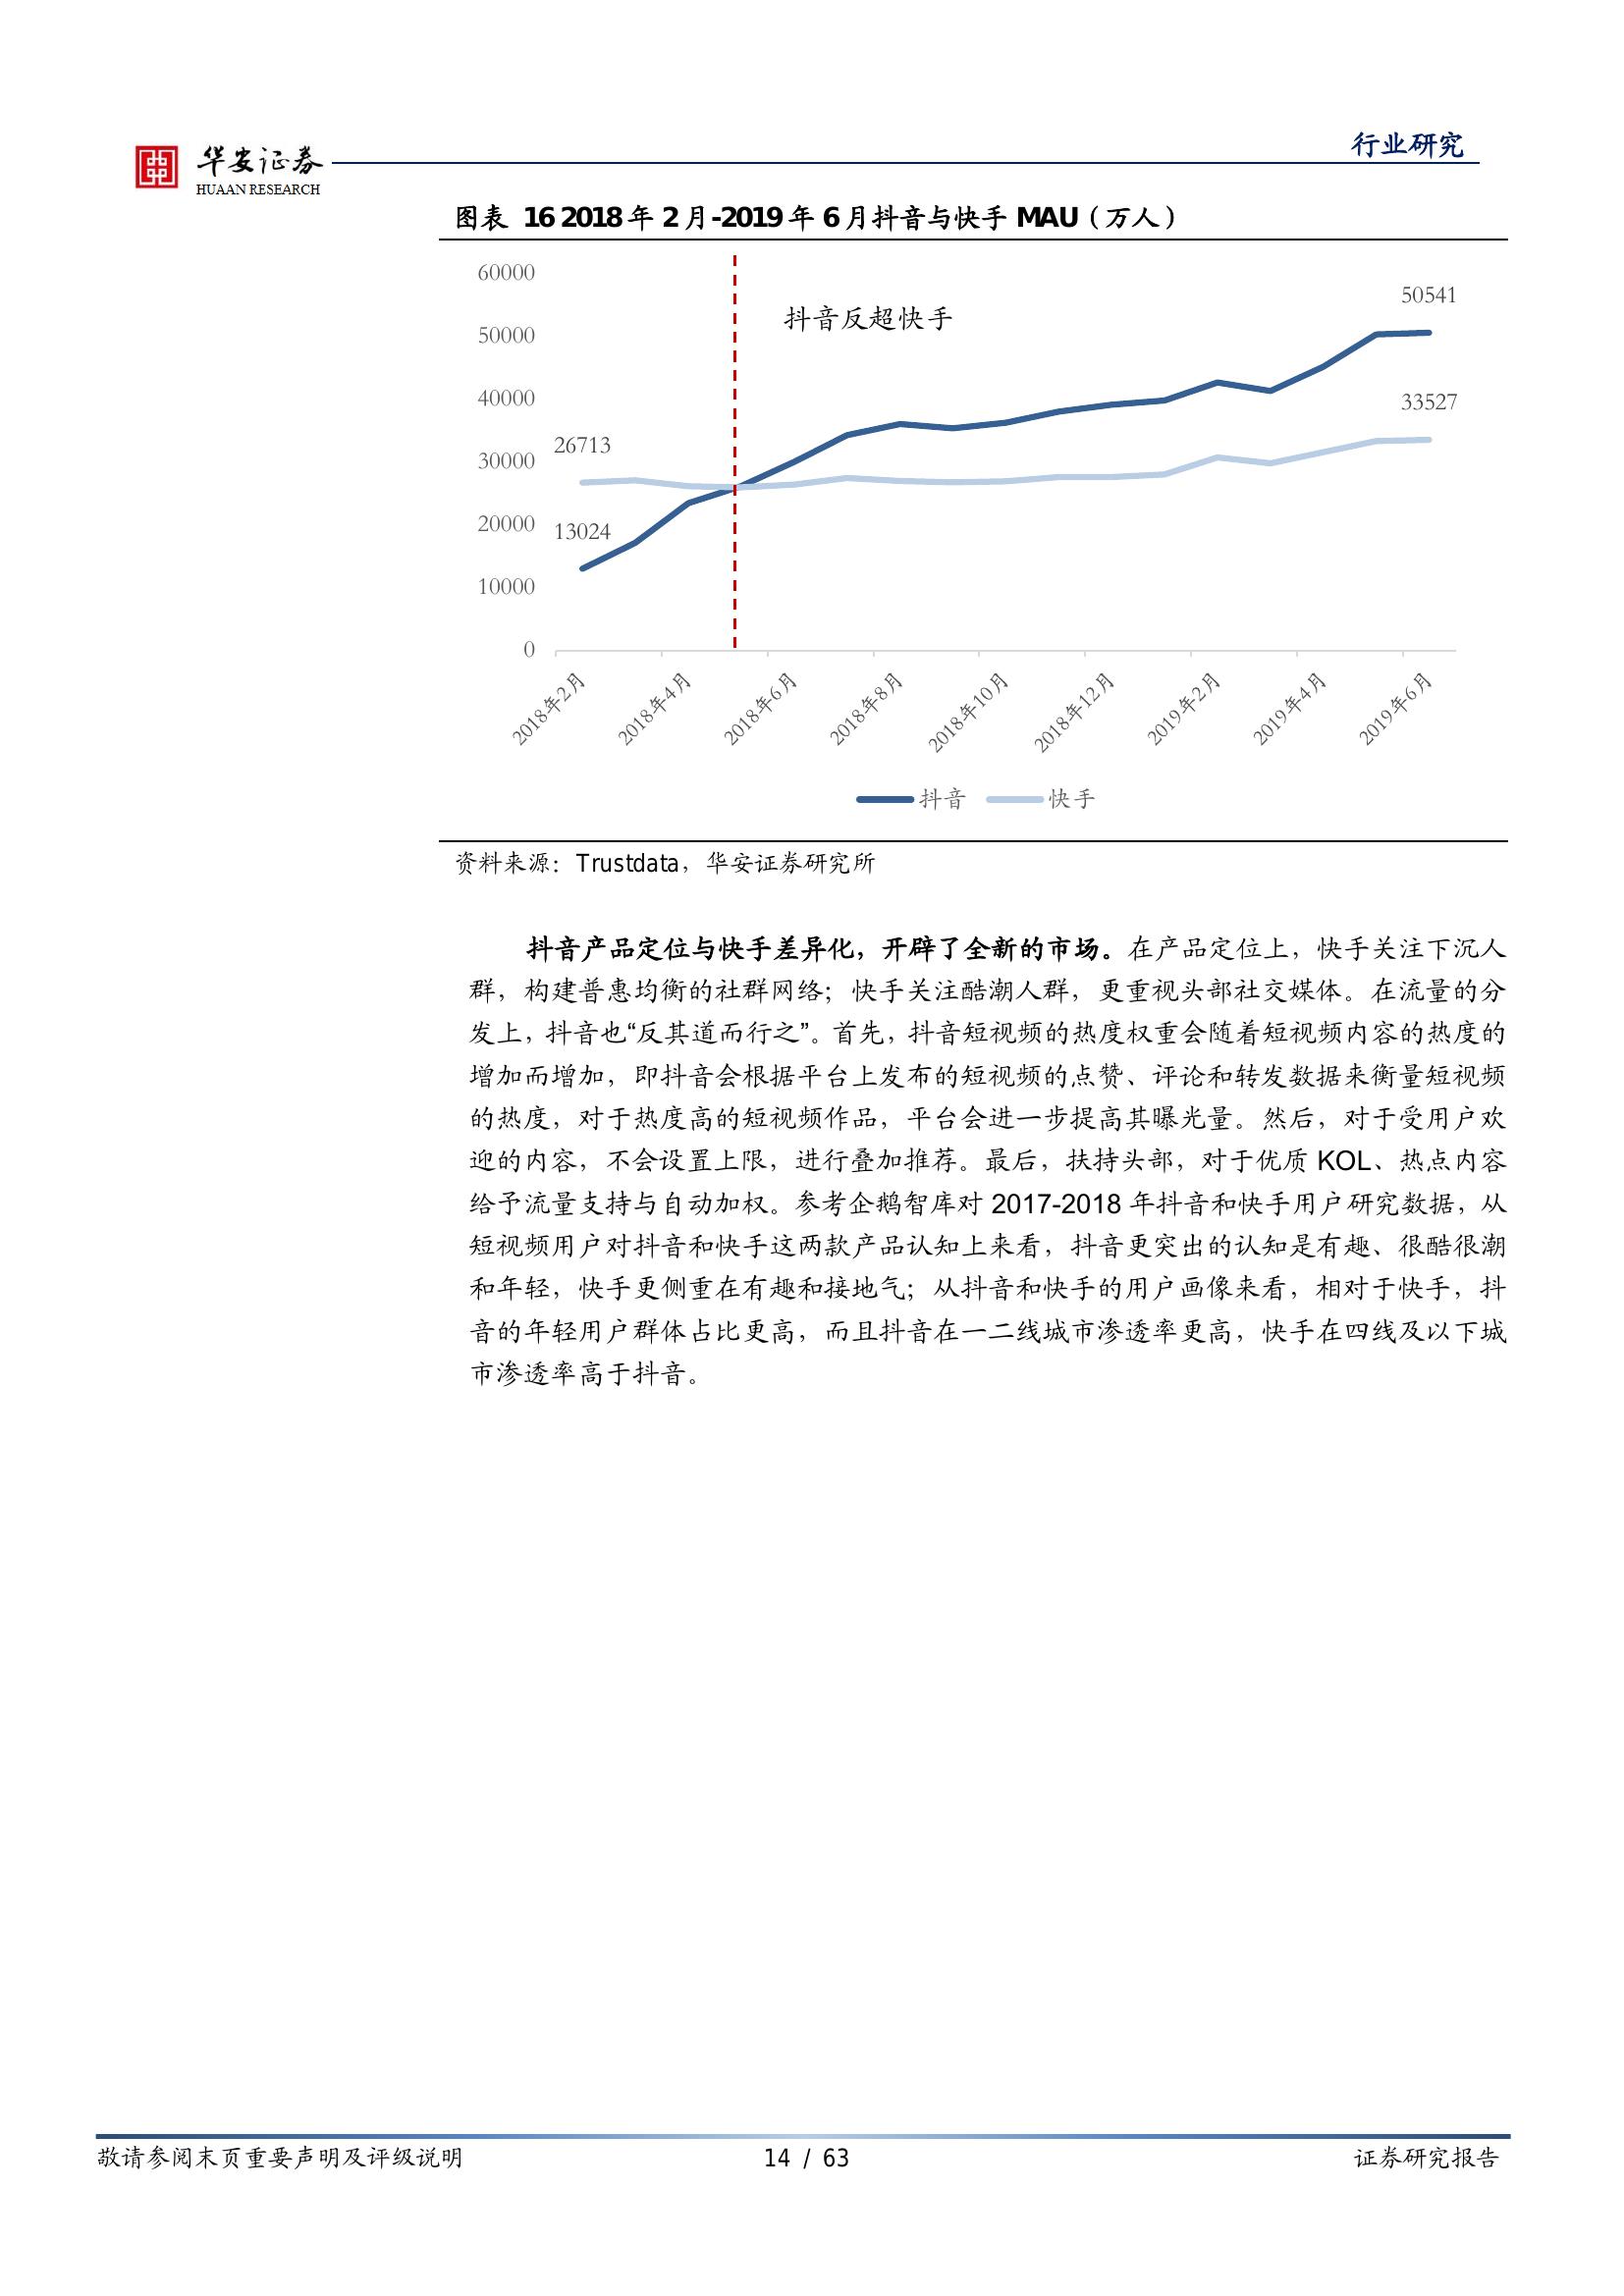 华安证券
HUAAN RESEARCH
行业研究
图表 16 2018 年 2 月-2019 年 6 月抖音与快手 MAU（万人）
60000
50000
40000
30000
20000
10000
0
抖音反超快手
50541
33527
26713
13024
2018年2月
2018年4月
2018年6月
2018年8月
2018年10月
2018年12月
2019年2月
2019年4月
2019年6月
抖音
快手
资料来源：Trustdata，华安证券研究所
抖音产品定位与快手差异化，开辟了全新的市场。在产品定位上，快手关注下沉人
群，构建普惠均衡的社群网络；快手关注酷潮人群，更重视头部社交媒体。在流量的分
发上，抖音也“反其道而行之”。首先，抖音短视频的热度权重会随着短视频内容的热度的
增加而增加，即抖音会根据平台上发布的短视频的点赞、评论和转发数据来衡量短视频
的热度，对于热度高的短视频作品，平台会进一步提高其曝光量。然后，对于受用户欢
迎的内容，不会设置上限，进行叠加推荐。最后，扶持头部，对于优质 KOL、热点内容
给予流量支持与自动加权。参考企鹅智库对 2017-2018 年抖音和快手用户研究数据，从
短视频用户对抖音和快手这两款产品认知上来看，抖音更突出的认知是有趣、很酷很潮
和年轻，快手更侧重在有趣和接地气；从抖音和快手的用户画像来看，相对于快手，抖
音的年轻用户群体占比更高，而且抖音在一二线城市渗透率更高，快手在四线及以下城
市渗透率高于抖音。
敬请参阅末页重要声明及评级说明
14 / 63
证券研究报告